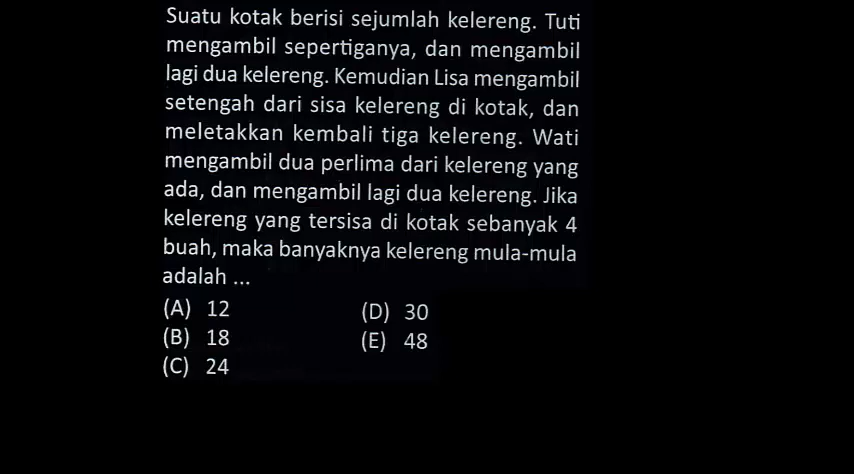 Suatu kotak berisi sejumlah kelereng. Tuti
mengambil sepertiganya, dan mengambil
lagi dua kelereng. Kemudian Lisa mengambil
setengah dari sisa kelereng di kotak, dan
meletakkan kembali tiga kelereng. Wati
mengambil dua perlima dari kelereng yang
ada, dan mengambil lagi dua kelereng. Jika
kelereng yang tersisa di kotak sebanyak 4
buah, maka banyaknya kelereng mula-mula
adalah ...
(A) 12 (D) 30
(B) 18 (E) 48
(C) 24